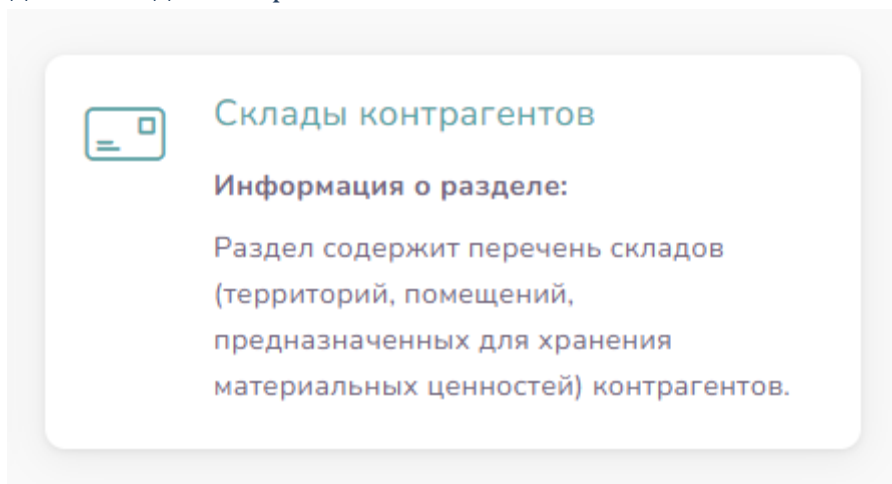 Склады контрагентов
Информация о разделе:
Раздел содержит перечень складов
(территорий, помещений,
предназначенных для хранения
материальных ценностей) контрагентов.